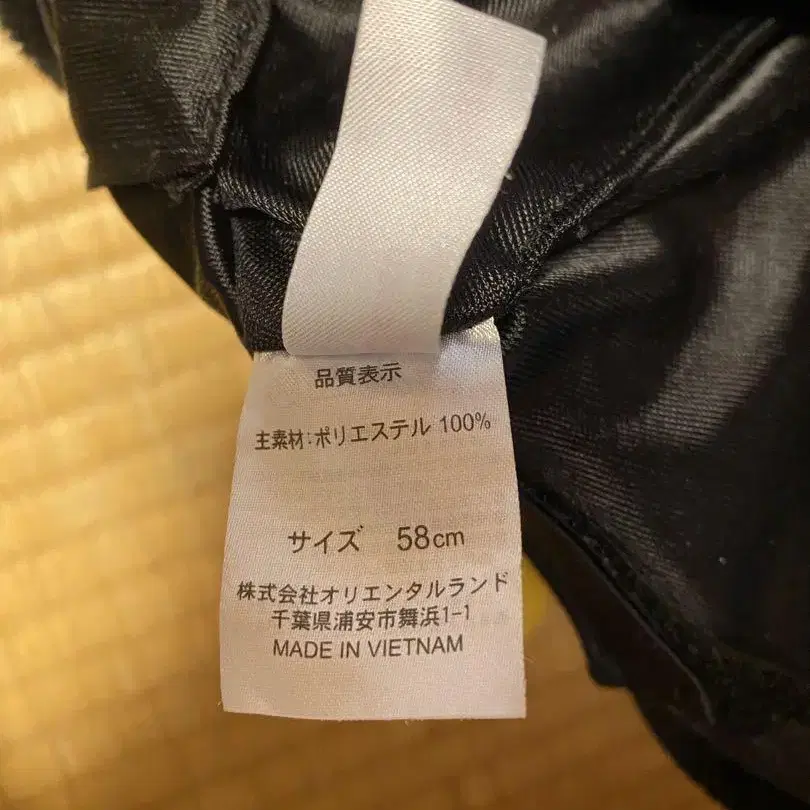 品質表示
主素材:ポリエステル 100%
サイズ 58cm
株式会社オリエンタルランド
千葉県浦安市舞浜1-1
MADE IN VIETNAM